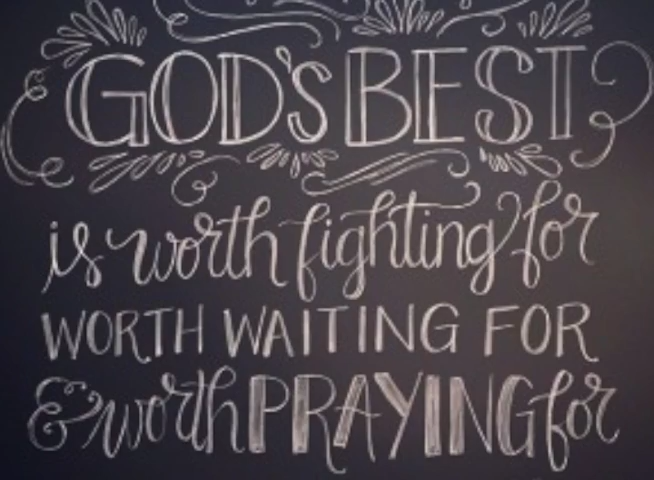 GOD'S BEST
is worth fighting for
WORTH WAITING FOR
& worth PRAYING for